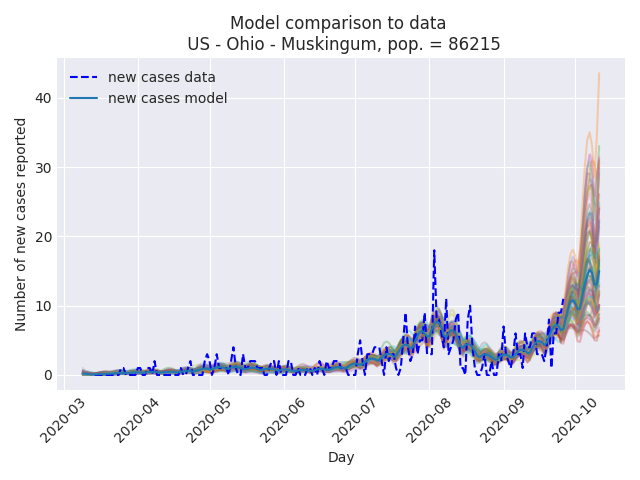 Model comparison to data
US - Ohio - Muskingum, pop. = 86215
new cases data
new cases model
Number of new cases reported
40
30
20
10
0
2020-03
2020-04
2020-05
2020-06
2020-07
2020-08
2020-09
2020-10
Day